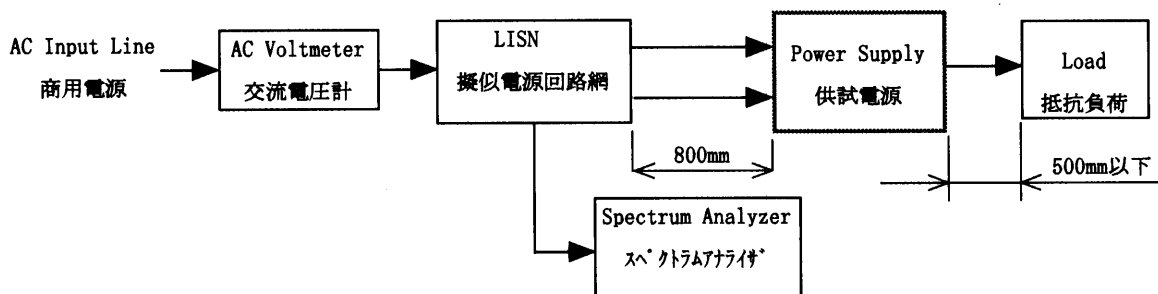 AC Input Line
商用電源
AC Voltmeter
交流電圧計
LISN
擬似電源回路網
Power Supply
供試電源
Load
抵抗負荷
800mm
500mm以下
Spectrum Analyzer
ｽﾍﾟｸﾄﾗﾑｱﾅﾗｲｻﾞ